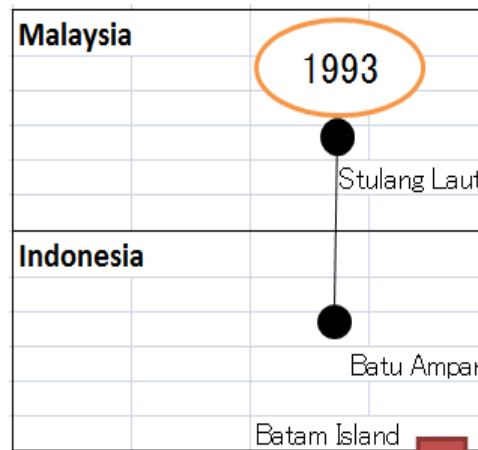 Malaysia
1993
Stulang Laut
Indonesia
Batu Ampar
Batam Island